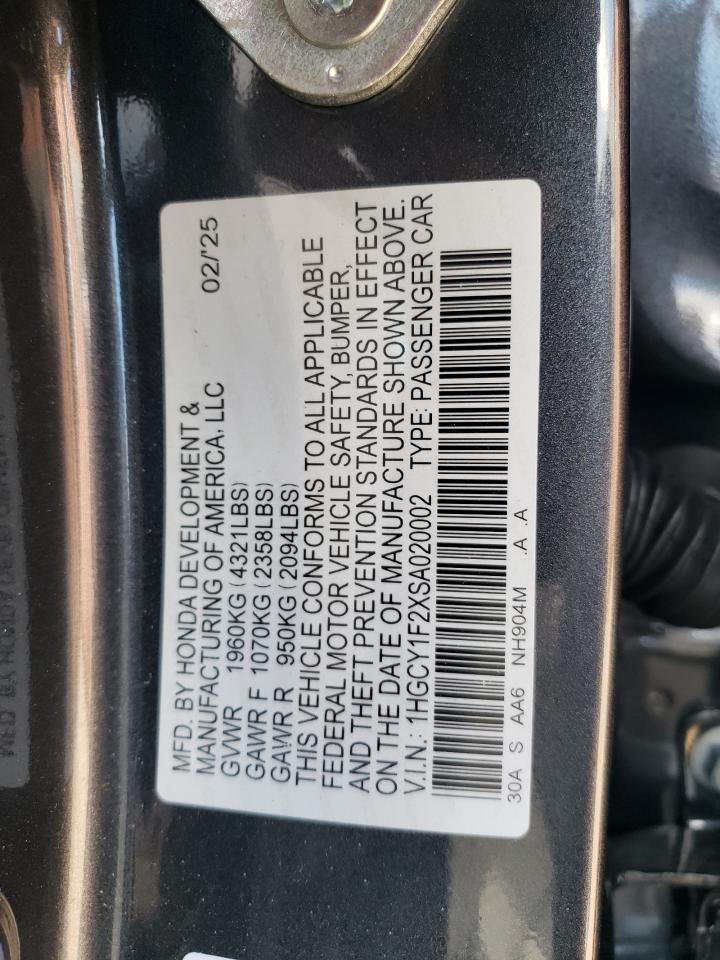 MFD. BY HONDA DEVELOPMENT &
MANUFACTURING OF AMERICA, LLC 02/'25
GVWR 1960KG (4321LBS)
GAWR F 1070KG (2358LBS)
GAWR R 950KG (2094LBS)
THIS VEHICLE CONFORMS TO ALL APPLICABLE
FEDERAL MOTOR VEHICLE SAFETY, BUMPER,
AND THEFT PREVENTION STANDARDS IN EFFECT
ON THE DATE OF MANUFACTURE SHOWN ABOVE.
V.I.N.: 1HGCY1F2XSA020002 TYPE: PASSENGER CAR
30A S AA6 NH904M .A .A